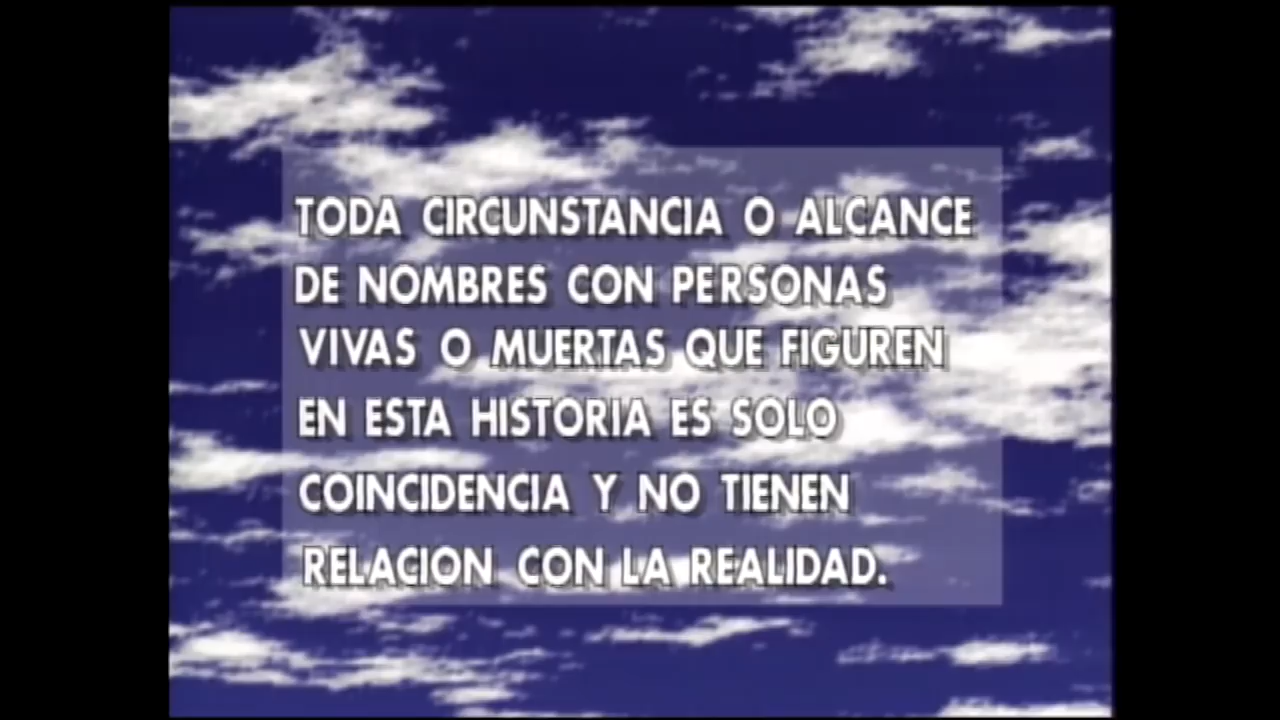 TODA CIRCUNSTANCIA O ALCANCE
DE NOMBRES CON PERSONAS
VIVAS O MUERTAS QUE FIGUREN
EN ESTA HISTORIA ES SOLO
COINCIDENCIA Y NO TIENEN
RELACION CON LA REALIDAD.